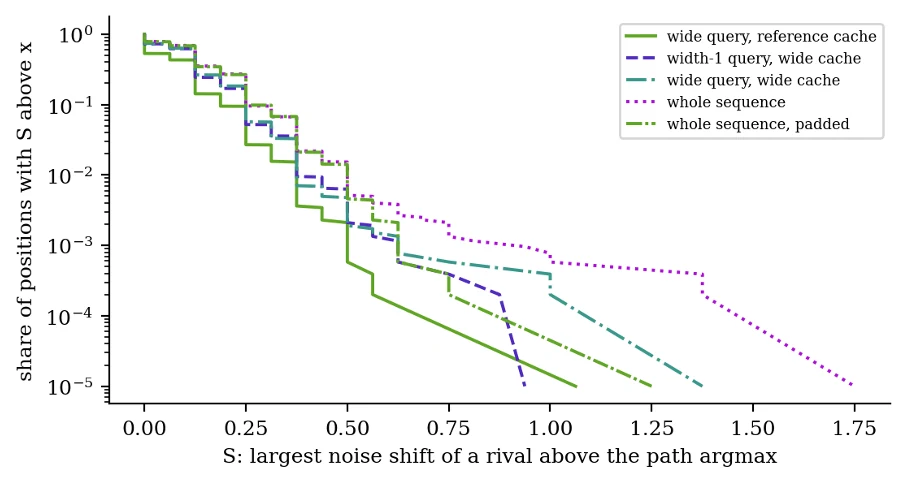 share of positions with S above x
10⁰
10⁻¹
10⁻²
10⁻³
10⁻⁴
10⁻⁵
wide query, reference cache
width-1 query, wide cache
wide query, wide cache
whole sequence
whole sequence, padded
0.00 0.25 0.50 0.75 1.00 1.25 1.50 1.75
S: largest noise shift of a rival above the path argmax